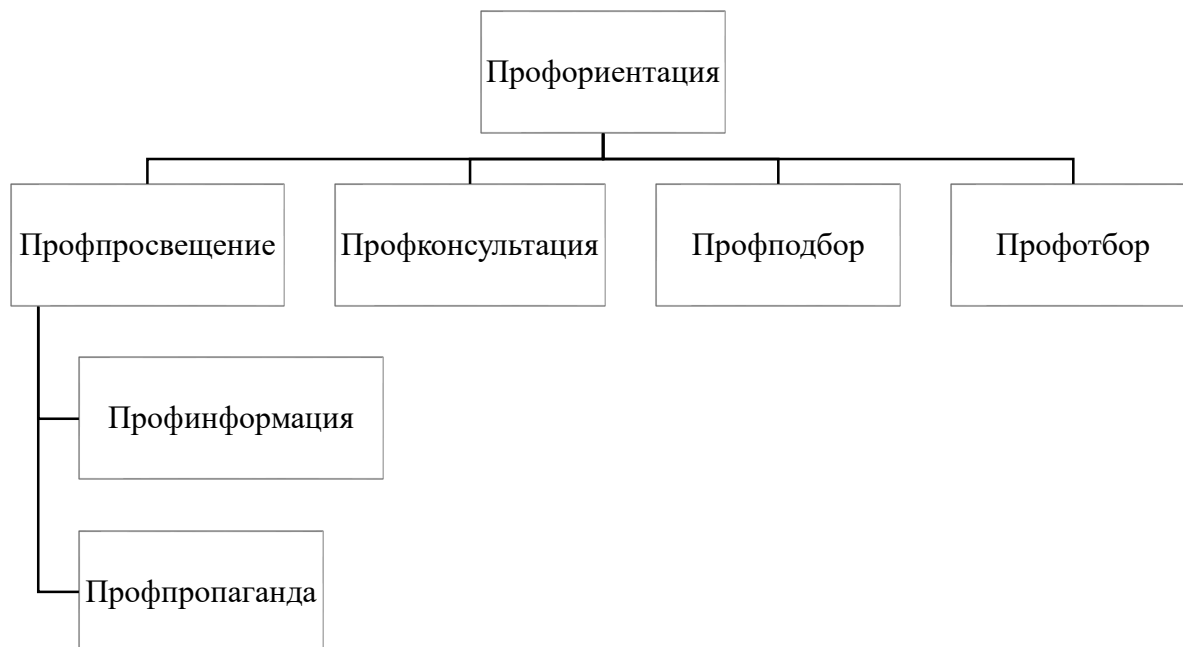 Профориентация
Профпросвещение
Профконсультация
Профподбор
Профотбор
Профинформация
Профпропаганда